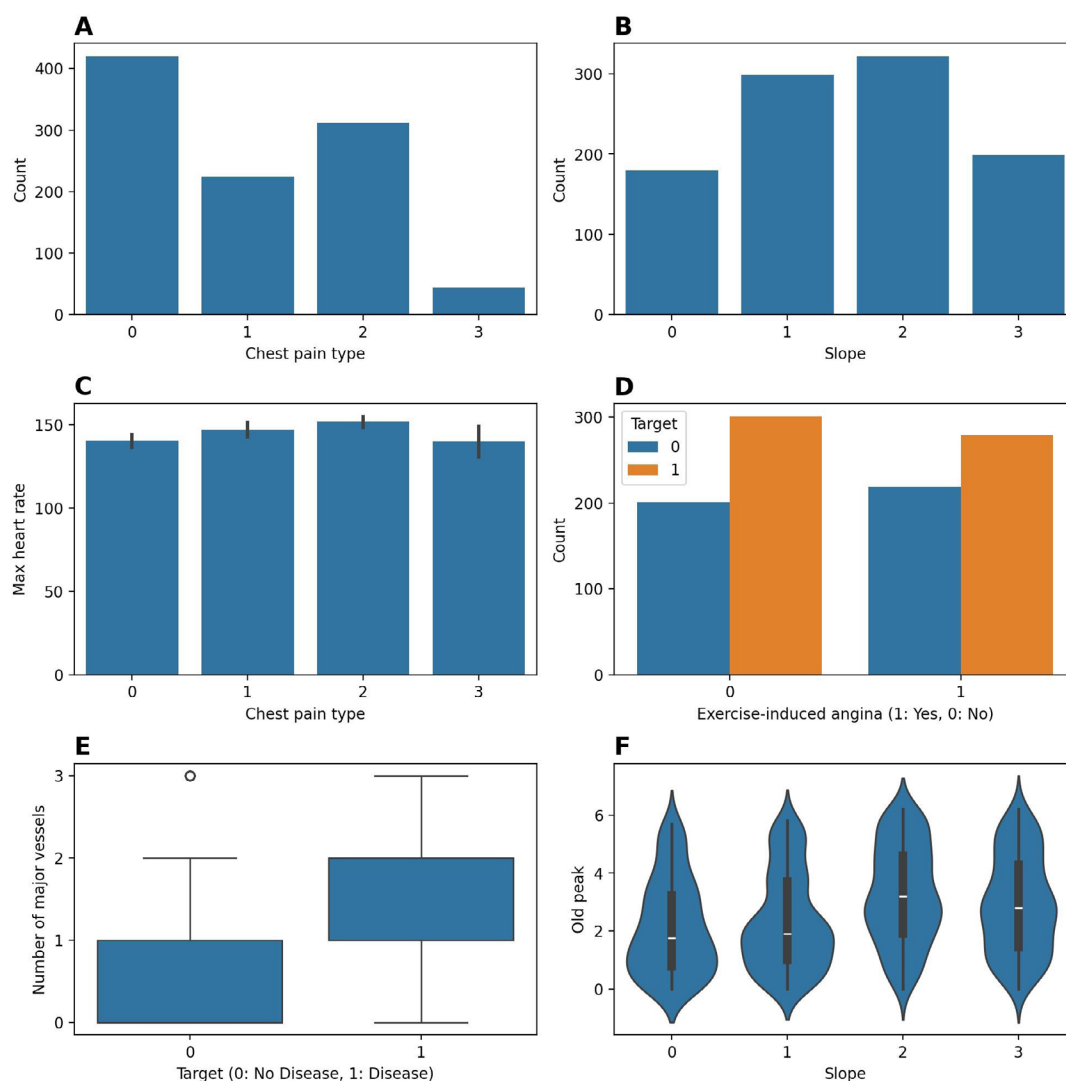 A
Count
400
300
200
100
0
0 1 2 3
Chest pain type
B
Count
300
200
100
0
0 1 2 3
Slope
C
Max heart rate
150
100
50
0
0 1 2 3
Chest pain type
D
Count
300
200
100
0
Target
0
1
0 1
Exercise-induced angina (1: Yes, 0: No)
E
Number of major vessels
3
2
1
0
0 1
Target (0: No Disease, 1: Disease)
F
Old peak
6
4
2
0
0 1 2 3
Slope